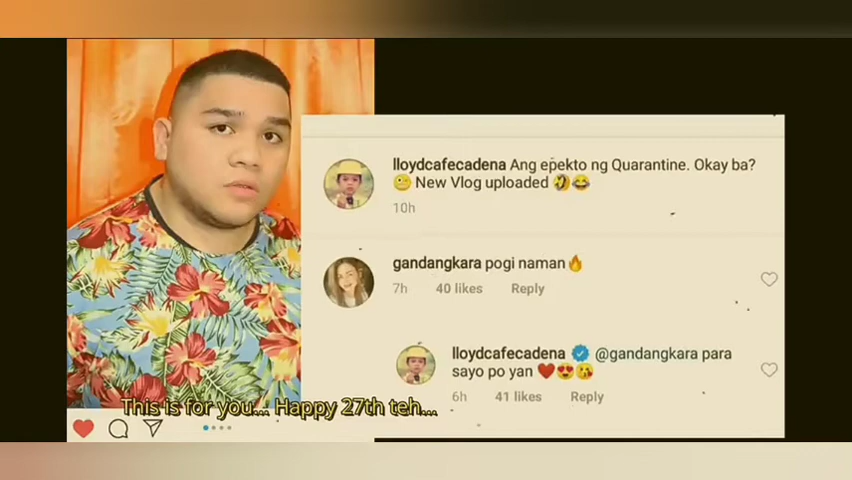 lloydcafecadena Ang epekto ng Quarantine. Okay ba?
New Vlog uploaded
10h
gandangkara pogi naman
7h 40 likes Reply
lloydcafecadena @gandangkara para
sayo po yan
6h 41 likes Reply
This is for you... Happy 27th teh...